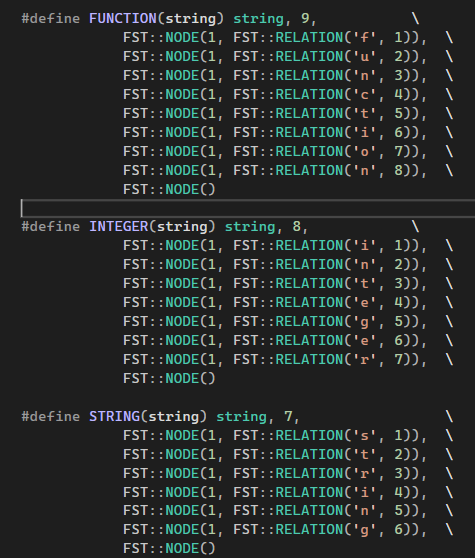 #define FUNCTION(string) string, 9, \
FST::NODE(1, FST::RELATION('f', 1)), \
FST::NODE(1, FST::RELATION('u', 2)), \
FST::NODE(1, FST::RELATION('n', 3)), \
FST::NODE(1, FST::RELATION('c', 4)), \
FST::NODE(1, FST::RELATION('t', 5)), \
FST::NODE(1, FST::RELATION('i', 6)), \
FST::NODE(1, FST::RELATION('o', 7)), \
FST::NODE(1, FST::RELATION('n', 8)), \
FST::NODE()
#define INTEGER(string) string, 8, \
FST::NODE(1, FST::RELATION('i', 1)), \
FST::NODE(1, FST::RELATION('n', 2)), \
FST::NODE(1, FST::RELATION('t', 3)), \
FST::NODE(1, FST::RELATION('e', 4)), \
FST::NODE(1, FST::RELATION('g', 5)), \
FST::NODE(1, FST::RELATION('e', 6)), \
FST::NODE(1, FST::RELATION('r', 7)), \
FST::NODE()
#define STRING(string) string, 7, \
FST::NODE(1, FST::RELATION('s', 1)), \
FST::NODE(1, FST::RELATION('t', 2)), \
FST::NODE(1, FST::RELATION('r', 3)), \
FST::NODE(1, FST::RELATION('i', 4)), \
FST::NODE(1, FST::RELATION('n', 5)), \
FST::NODE(1, FST::RELATION('g', 6)), \
FST::NODE()